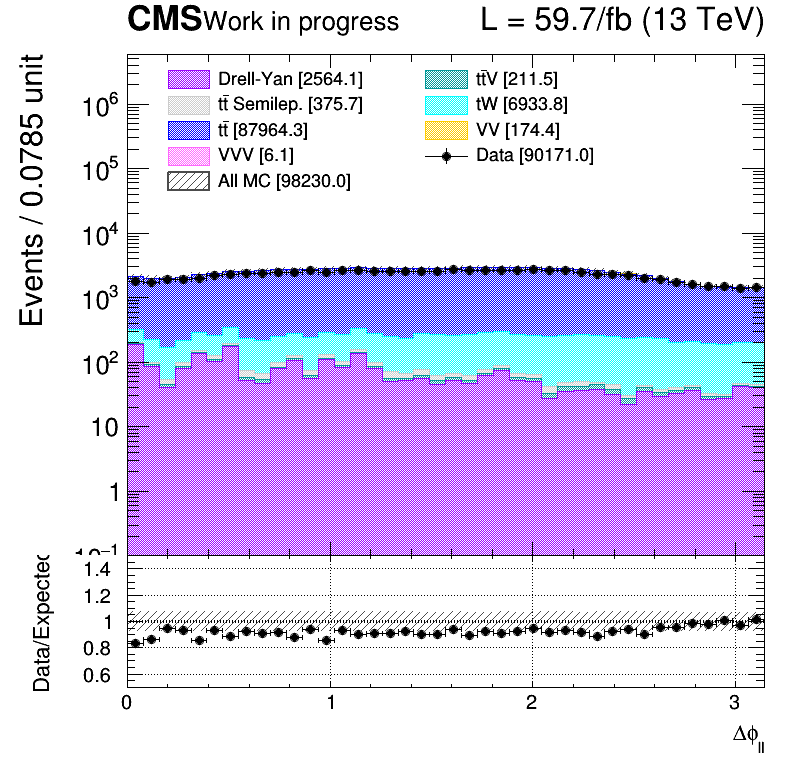 CMS Work in progress L = 59.7/fb (13 TeV)
Events / 0.0785 unit
Drell-Yan [2564.1]
tt̄ Semilep. [375.7]
tt̄ [87964.3]
VVV [6.1]
All MC [98230.0]
tt̄V [211.5]
tW [6933.8]
VV [174.4]
Data [90171.0]
10⁶
10⁵
10⁴
10³
10²
10
1
10⁻¹
Data/Expected
1.4
1.2
1
0.8
0.6
0 1 2 3
Δϕ_ll